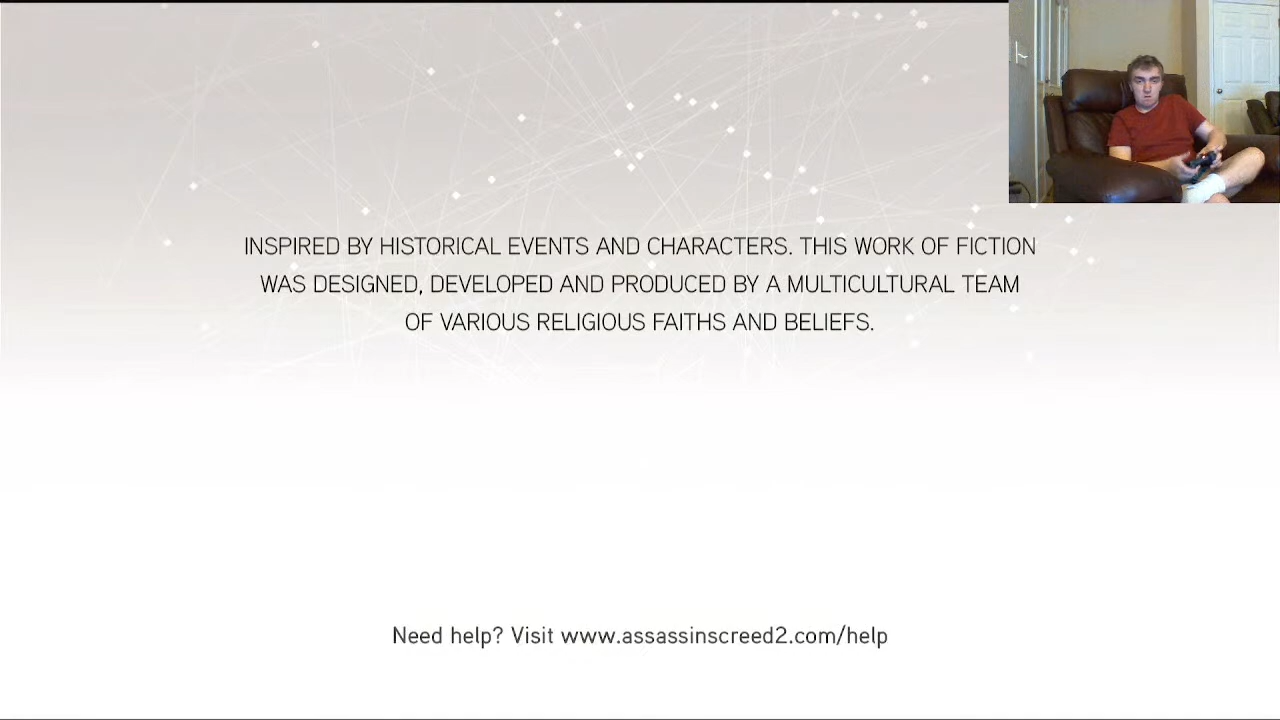 INSPIRED BY HISTORICAL EVENTS AND CHARACTERS. THIS WORK OF FICTION
WAS DESIGNED, DEVELOPED AND PRODUCED BY A MULTICULTURAL TEAM
OF VARIOUS RELIGIOUS FAITHS AND BELIEFS.
Need help? Visit www.assassinscreed2.com/help